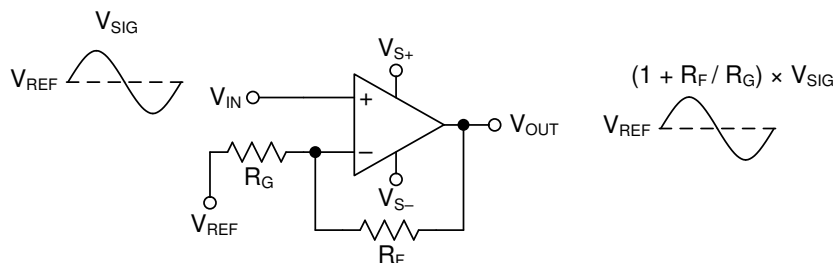 V_SIG
V_REF
V_IN
+
−
V_S+
V_S−
V_OUT
R_G
V_REF
R_F
(1 + R_F / R_G) × V_SIG
V_REF